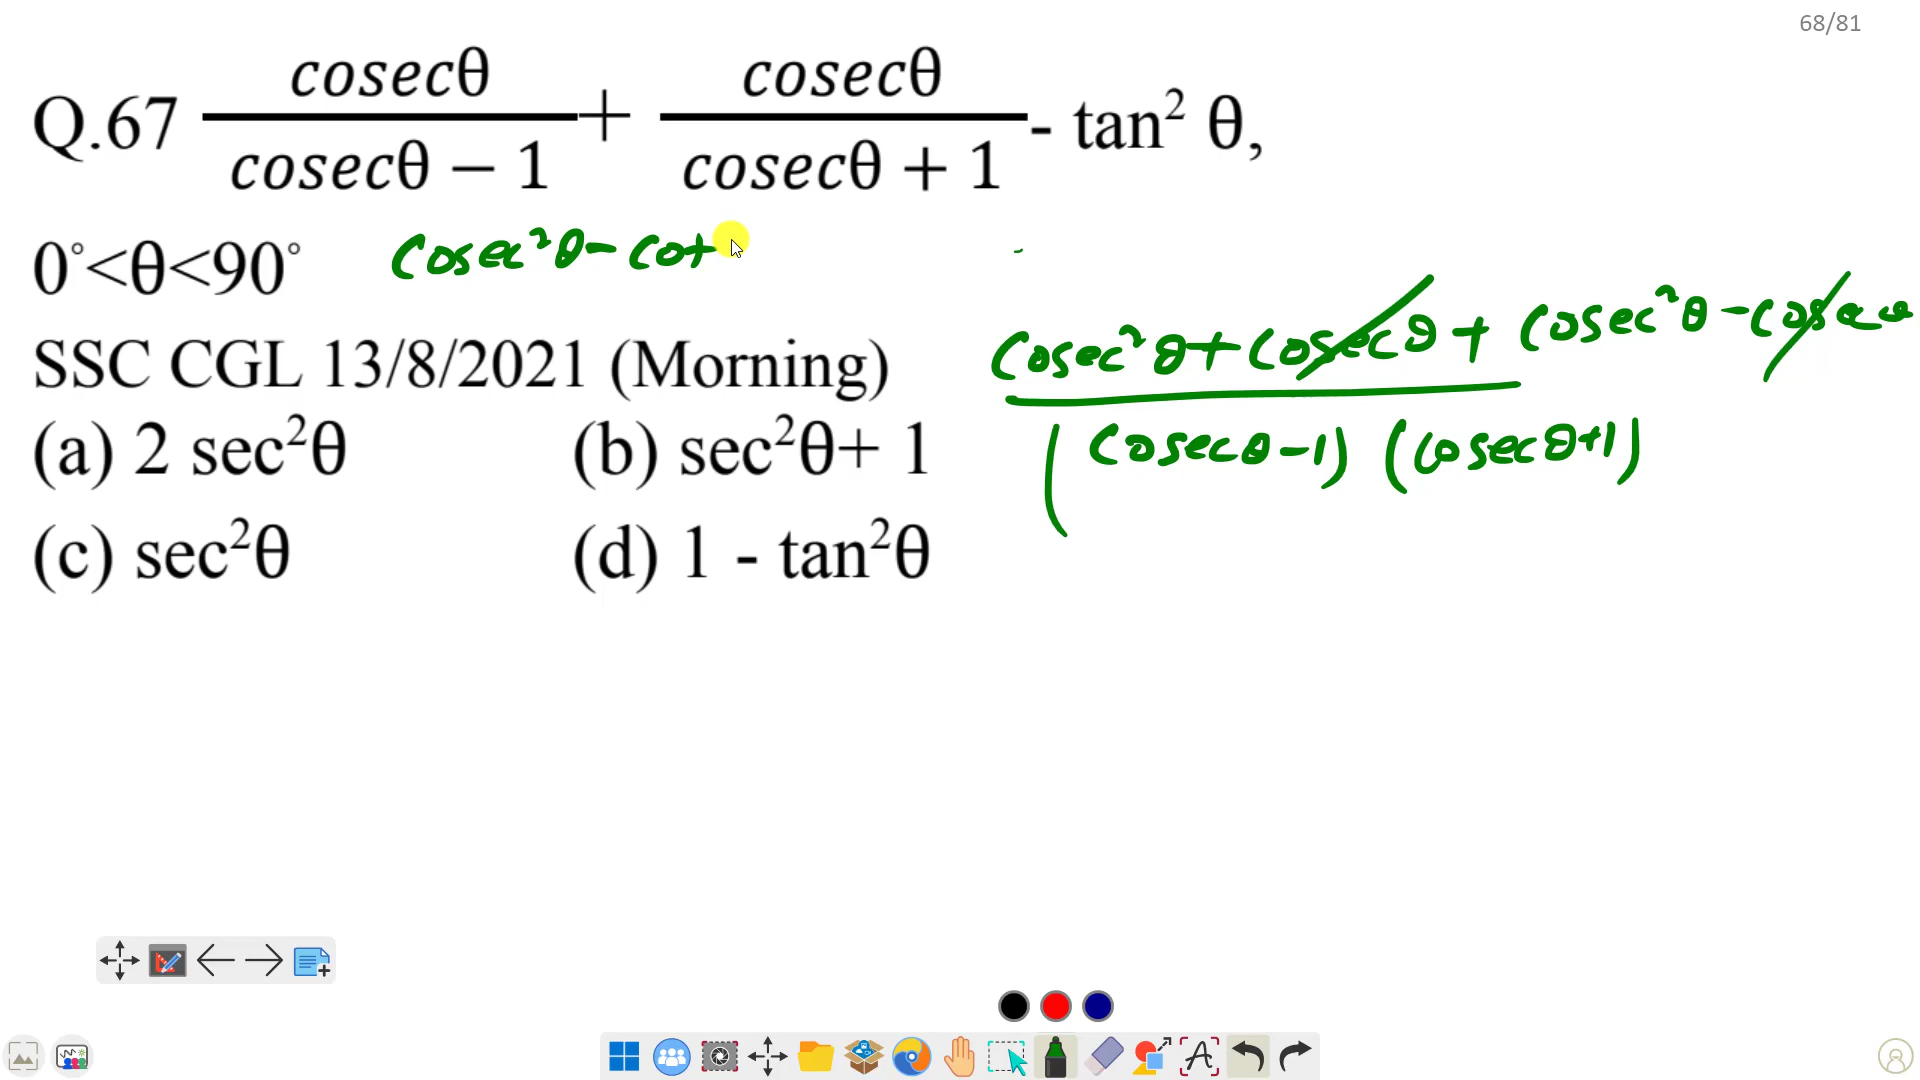 68/81
Q.67 cosecθ/(cosecθ − 1) + cosecθ/(cosecθ + 1) - tan² θ,
0°<θ<90°
cosec²θ − cot
cosec²θ + cosecθ + cosec²θ − cosecθ
(cosecθ−1) (cosecθ+1)
SSC CGL 13/8/2021 (Morning)
(a) 2 sec²θ (b) sec²θ+ 1
(c) sec²θ (d) 1 - tan²θ